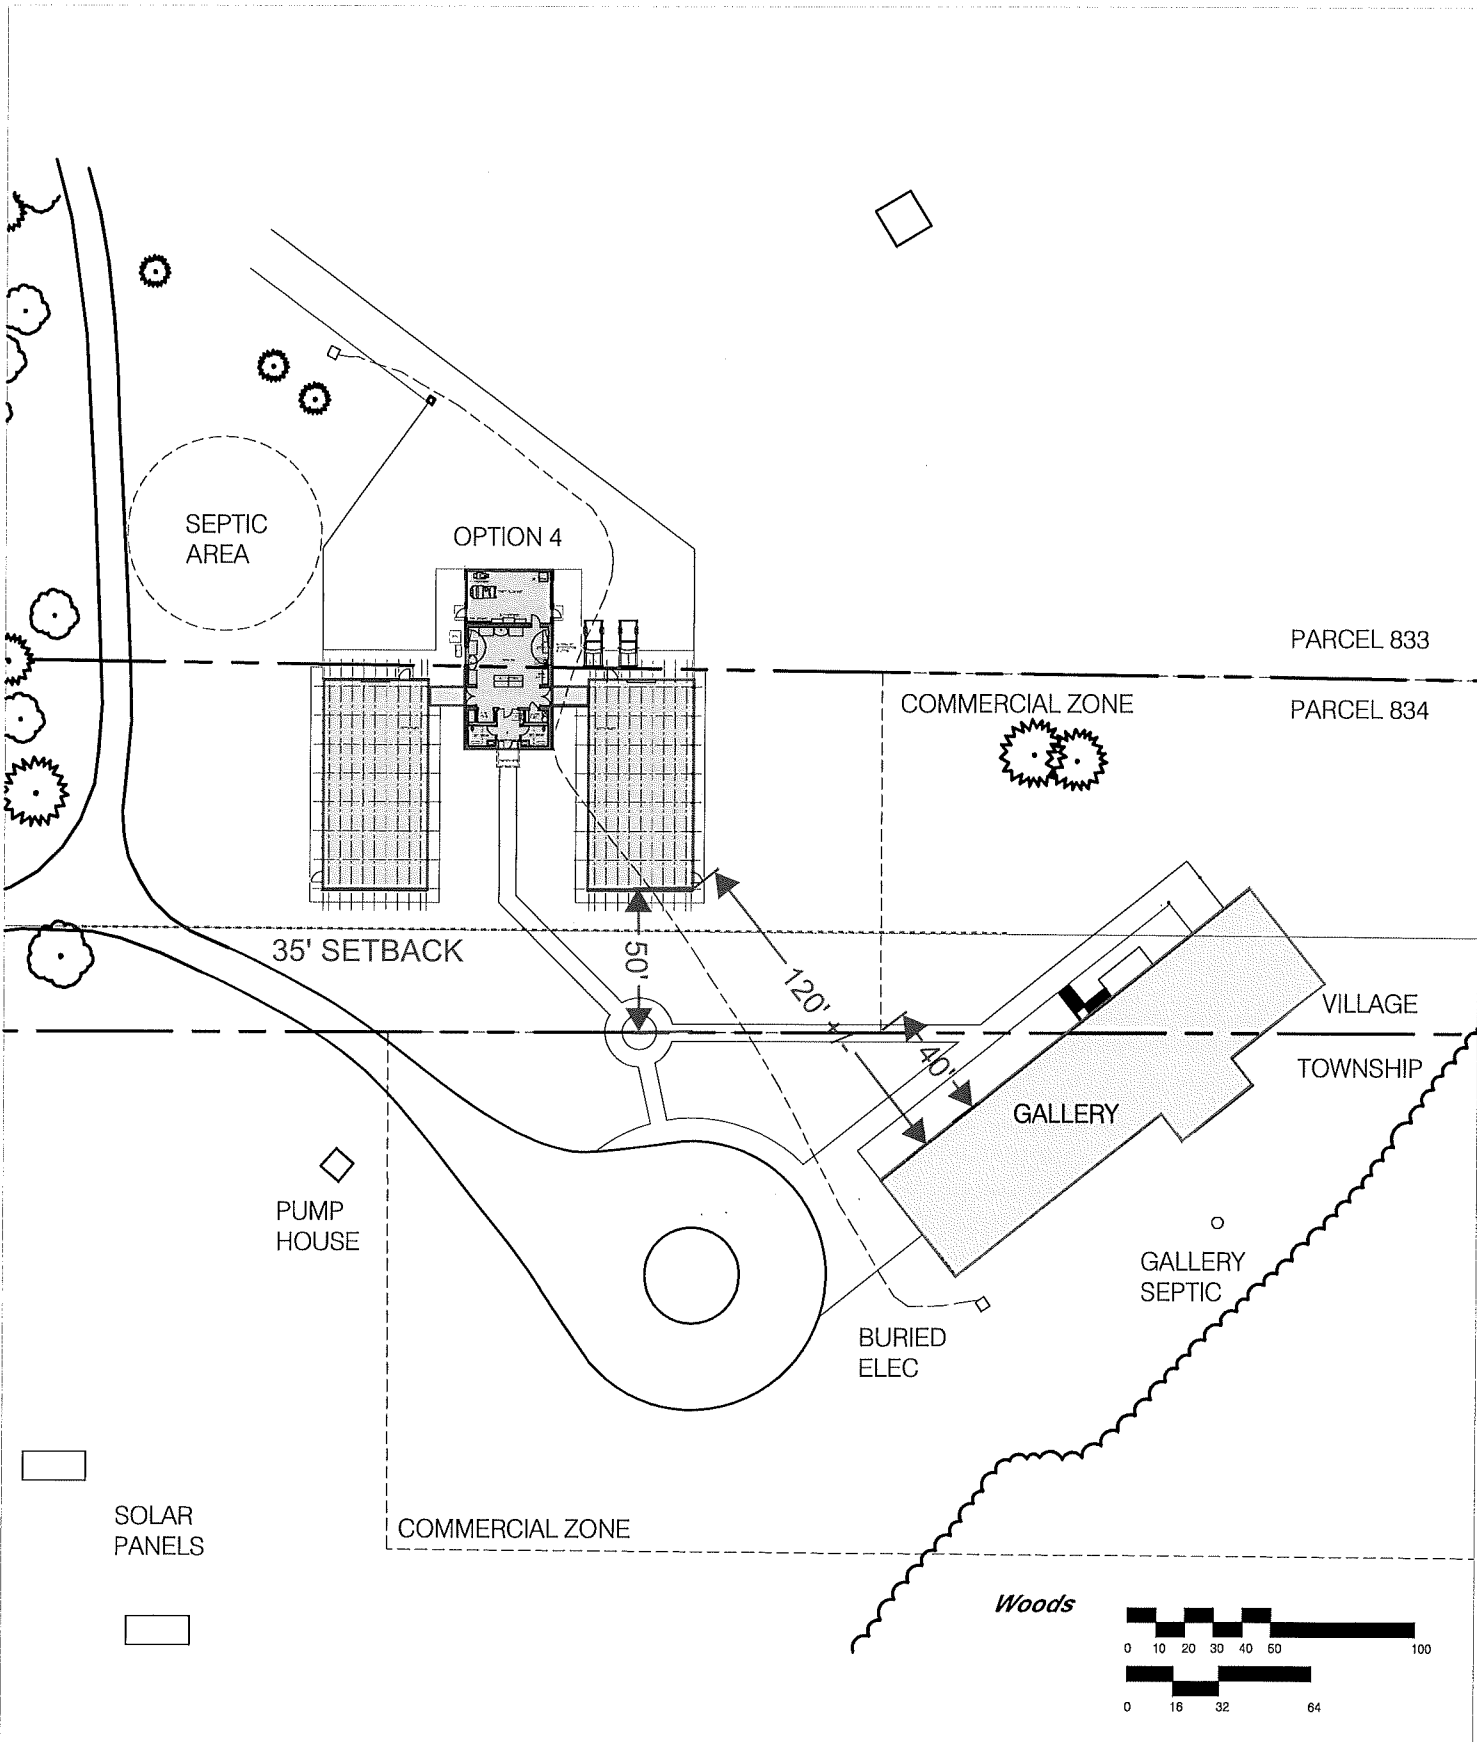 SEPTIC
AREA
OPTION 4
PARCEL 833
COMMERCIAL ZONE
PARCEL 834
35' SETBACK
50'
120'
40'
VILLAGE
TOWNSHIP
GALLERY
PUMP
HOUSE
GALLERY
SEPTIC
BURIED
ELEC
SOLAR
PANELS
COMMERCIAL ZONE
Woods
0 10 20 30 40 50 100
0 16 32 64